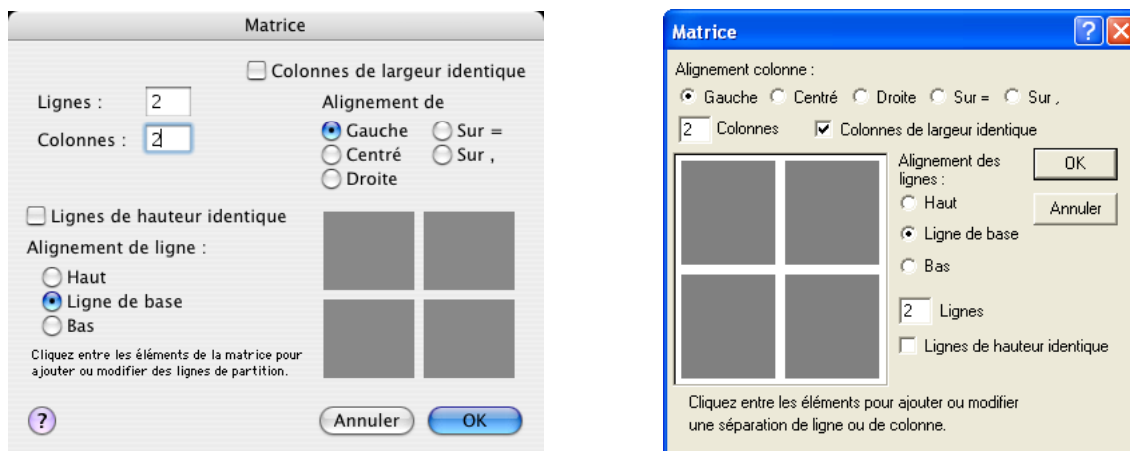 Matrice
Colonnes de largeur identique
Lignes : 2
Colonnes : 2
Alignement de
Gauche Sur =
Centré Sur ,
Droite
Lignes de hauteur identique
Alignement de ligne :
Haut
Ligne de base
Bas
Cliquez entre les éléments de la matrice pour
ajouter ou modifier des lignes de partition.
? Annuler OK
Matrice ?
Alignement colonne :
Gauche Centré Droite Sur = Sur ,
2 Colonnes Colonnes de largeur identique
Alignement des
lignes :
OK
Haut
Annuler
Ligne de base
Bas
2 Lignes
Lignes de hauteur identique
Cliquez entre les éléments pour ajouter ou modifier
une séparation de ligne ou de colonne.